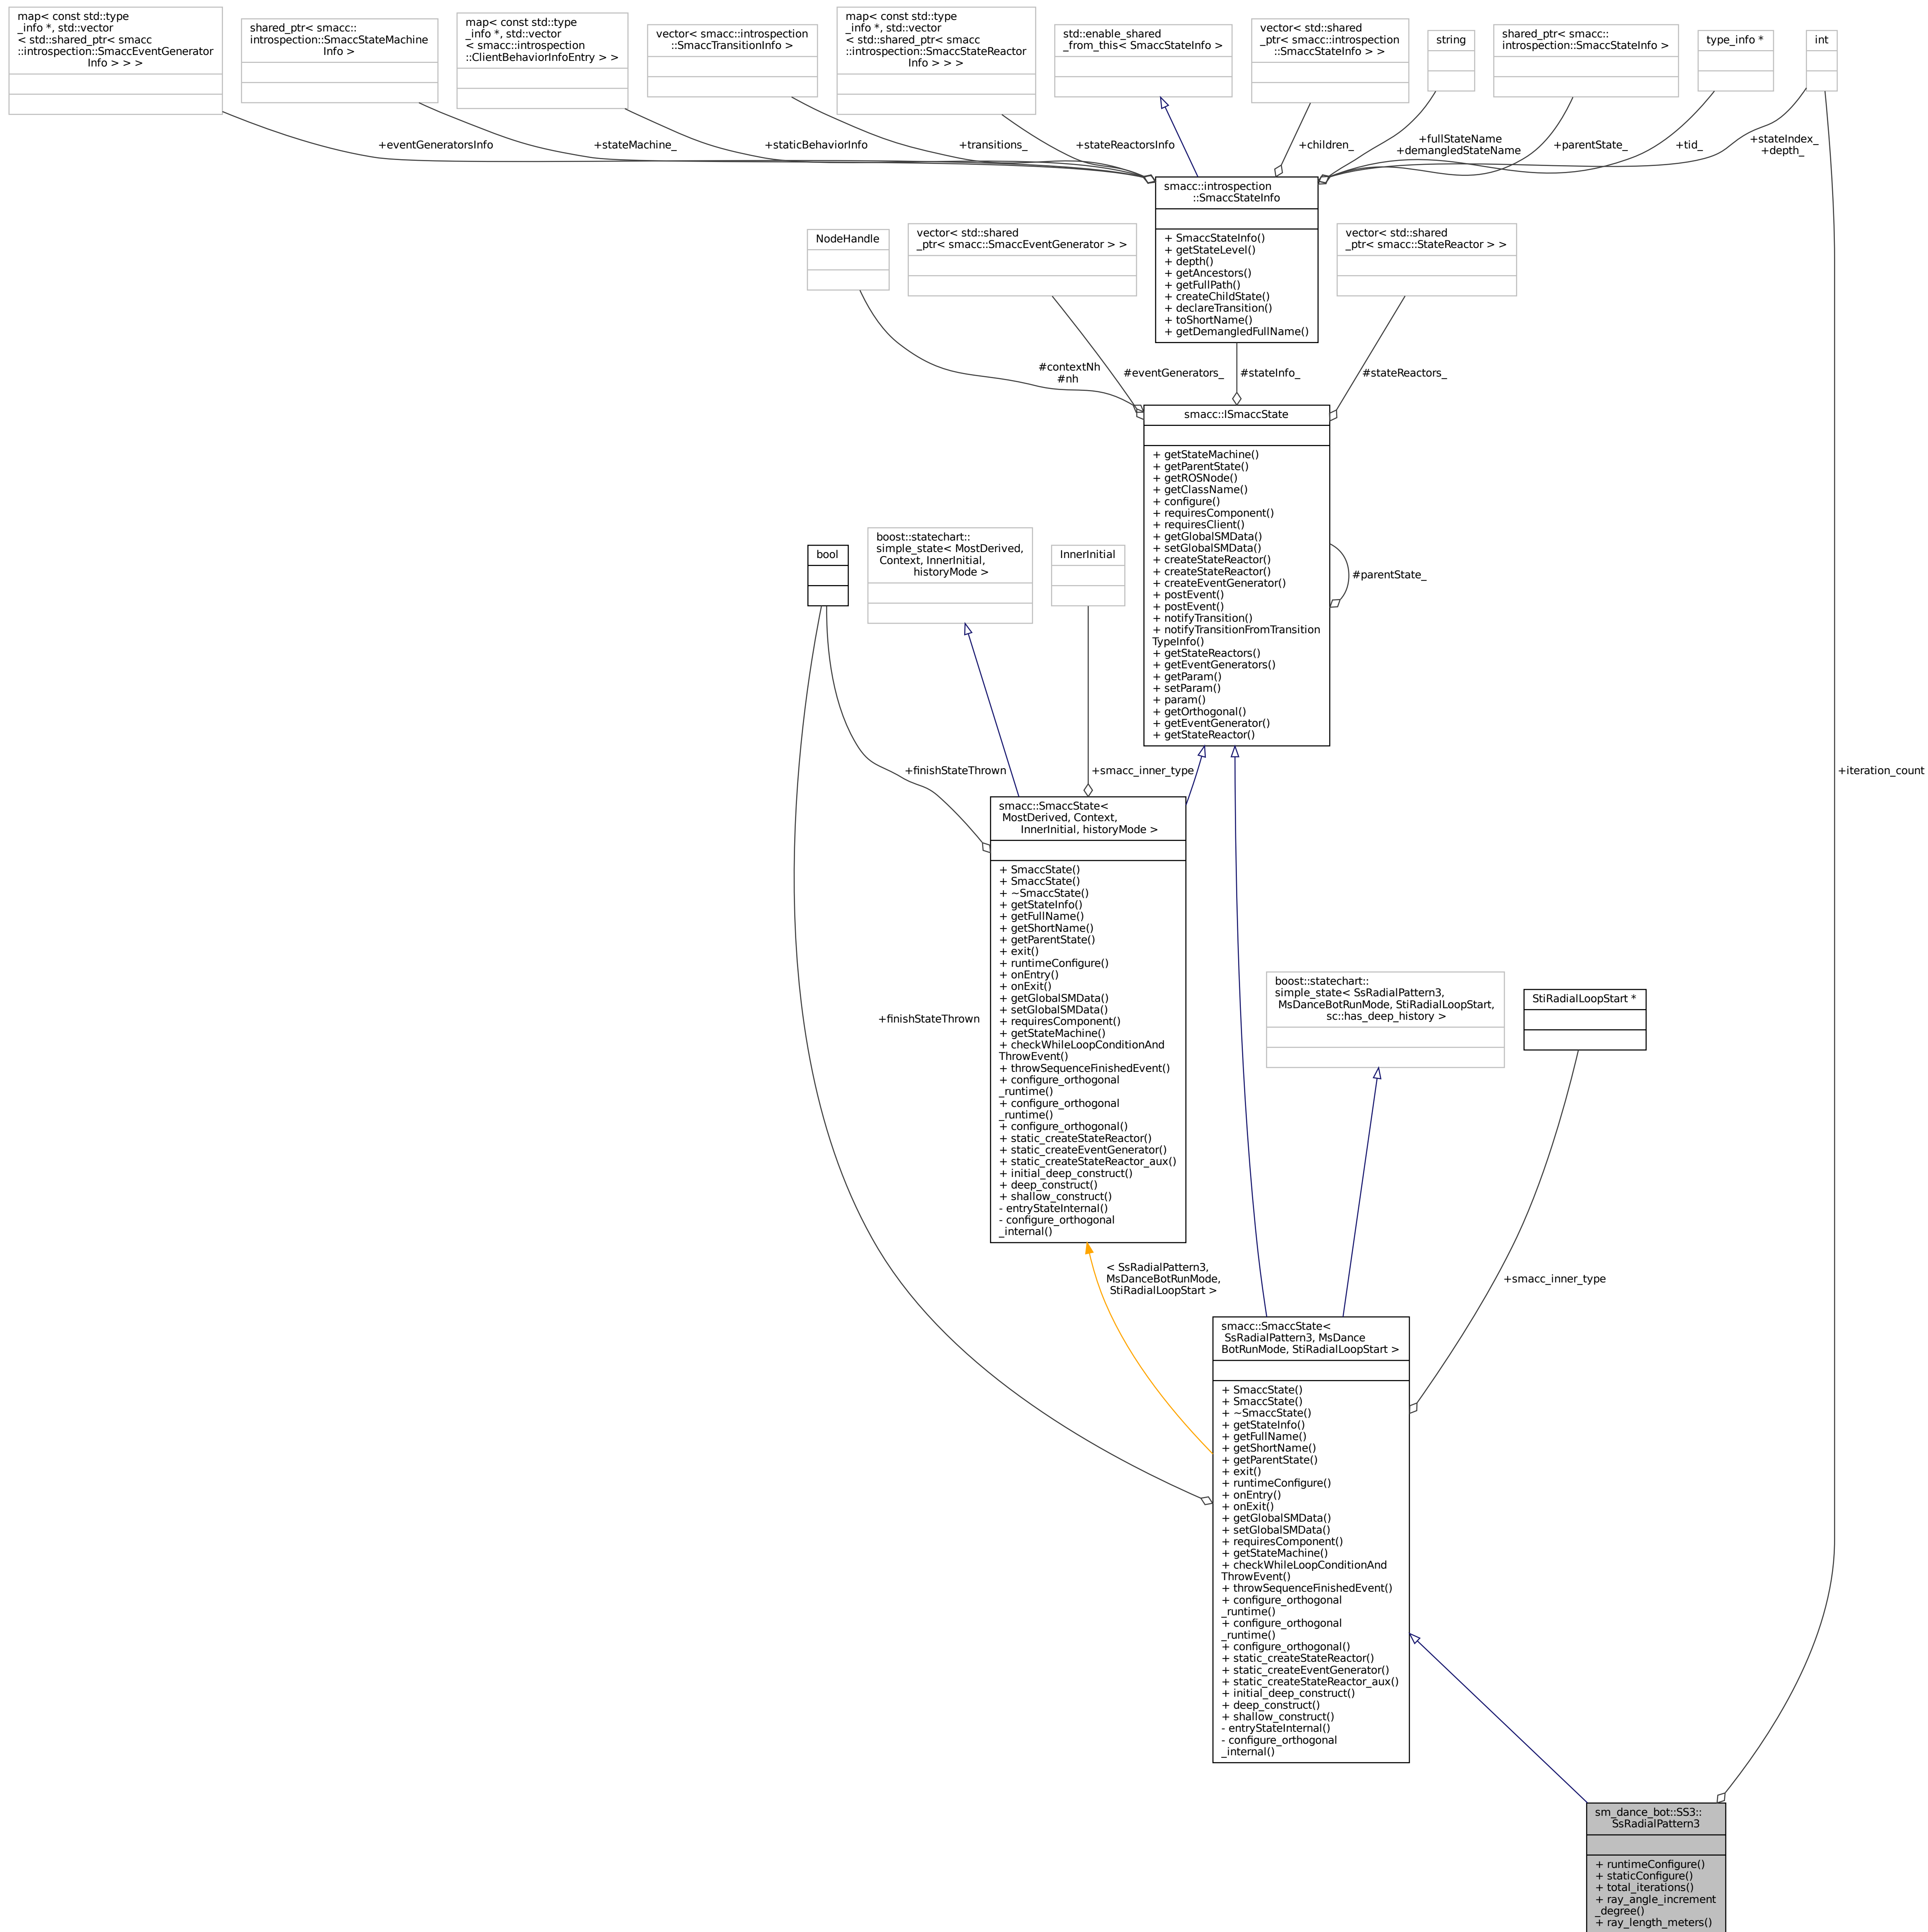 map< const std::type
_info *, std::vector
< std::shared_ptr< smacc
::introspection::SmaccEventGenerator
Info > > >
shared_ptr< smacc::
introspection::SmaccStateMachine
Info >
map< const std::type
_info *, std::vector
< smacc::introspection
::ClientBehaviorInfoEntry > >
vector< smacc::introspection
::SmaccTransitionInfo >
map< const std::type
_info *, std::vector
< std::shared_ptr< smacc
::introspection::SmaccStateReactor
Info > > >
std::enable_shared
_from_this< SmaccStateInfo >
vector< std::shared
_ptr< smacc::introspection
::SmaccStateInfo > >
string
shared_ptr< smacc::
introspection::SmaccStateInfo >
type_info *
int
+eventGeneratorsInfo
+stateMachine_
+staticBehaviorInfo
+transitions_
+stateReactorsInfo
+children_
+fullStateName
+demangledStateName
+parentState_
+tid_
+stateIndex_
+depth_
smacc::introspection
::SmaccStateInfo
+ SmaccStateInfo()
+ getStateLevel()
+ depth()
+ getAncestors()
+ getFullPath()
+ createChildState()
+ declareTransition()
+ toShortName()
+ getDemangledFullName()
NodeHandle
vector< std::shared
_ptr< smacc::SmaccEventGenerator > >
vector< std::shared
_ptr< smacc::StateReactor > >
#contextNh
#nh
#eventGenerators_
#stateInfo_
#stateReactors_
smacc::ISmaccState
+ getStateMachine()
+ getParentState()
+ getROSNode()
+ getClassName()
+ configure()
+ requiresComponent()
+ requiresClient()
+ getGlobalSMData()
+ setGlobalSMData()
+ createStateReactor()
+ createStateReactor()
+ createEventGenerator()
+ postEvent()
+ postEvent()
+ notifyTransition()
+ notifyTransitionFromTransition
TypeInfo()
+ getStateReactors()
+ getEventGenerators()
+ getParam()
+ setParam()
+ param()
+ getOrthogonal()
+ getEventGenerator()
+ getStateReactor()
#parentState_
bool
boost::statechart::
simple_state< MostDerived,
Context, InnerInitial,
historyMode >
InnerInitial
+finishStateThrown
+smacc_inner_type
+iteration_count
smacc::SmaccState<
MostDerived, Context,
InnerInitial, historyMode >
+ SmaccState()
+ SmaccState()
+ ~SmaccState()
+ getStateInfo()
+ getFullName()
+ getShortName()
+ getParentState()
+ exit()
+ runtimeConfigure()
+ onEntry()
+ onExit()
+ getGlobalSMData()
+ setGlobalSMData()
+ requiresComponent()
+ getStateMachine()
+ checkWhileLoopConditionAnd
ThrowEvent()
+ throwSequenceFinishedEvent()
+ configure_orthogonal
_runtime()
+ configure_orthogonal
_runtime()
+ configure_orthogonal()
+ static_createStateReactor()
+ static_createEventGenerator()
+ static_createStateReactor_aux()
+ initial_deep_construct()
+ deep_construct()
+ shallow_construct()
- entryStateInternal()
- configure_orthogonal
_internal()
+finishStateThrown
boost::statechart::
simple_state< SsRadialPattern3,
MsDanceBotRunMode, StiRadialLoopStart,
sc::has_deep_history >
StiRadialLoopStart *
< SsRadialPattern3,
MsDanceBotRunMode,
StiRadialLoopStart >
+smacc_inner_type
smacc::SmaccState<
SsRadialPattern3, MsDance
BotRunMode, StiRadialLoopStart >
+ SmaccState()
+ SmaccState()
+ ~SmaccState()
+ getStateInfo()
+ getFullName()
+ getShortName()
+ getParentState()
+ exit()
+ runtimeConfigure()
+ onEntry()
+ onExit()
+ getGlobalSMData()
+ setGlobalSMData()
+ requiresComponent()
+ getStateMachine()
+ checkWhileLoopConditionAnd
ThrowEvent()
+ throwSequenceFinishedEvent()
+ configure_orthogonal
_runtime()
+ configure_orthogonal
_runtime()
+ configure_orthogonal()
+ static_createStateReactor()
+ static_createEventGenerator()
+ static_createStateReactor_aux()
+ initial_deep_construct()
+ deep_construct()
+ shallow_construct()
- entryStateInternal()
- configure_orthogonal
_internal()
sm_dance_bot::SS3::
SsRadialPattern3
+ runtimeConfigure()
+ staticConfigure()
+ total_iterations()
+ ray_angle_increment
_degree()
+ ray_length_meters()